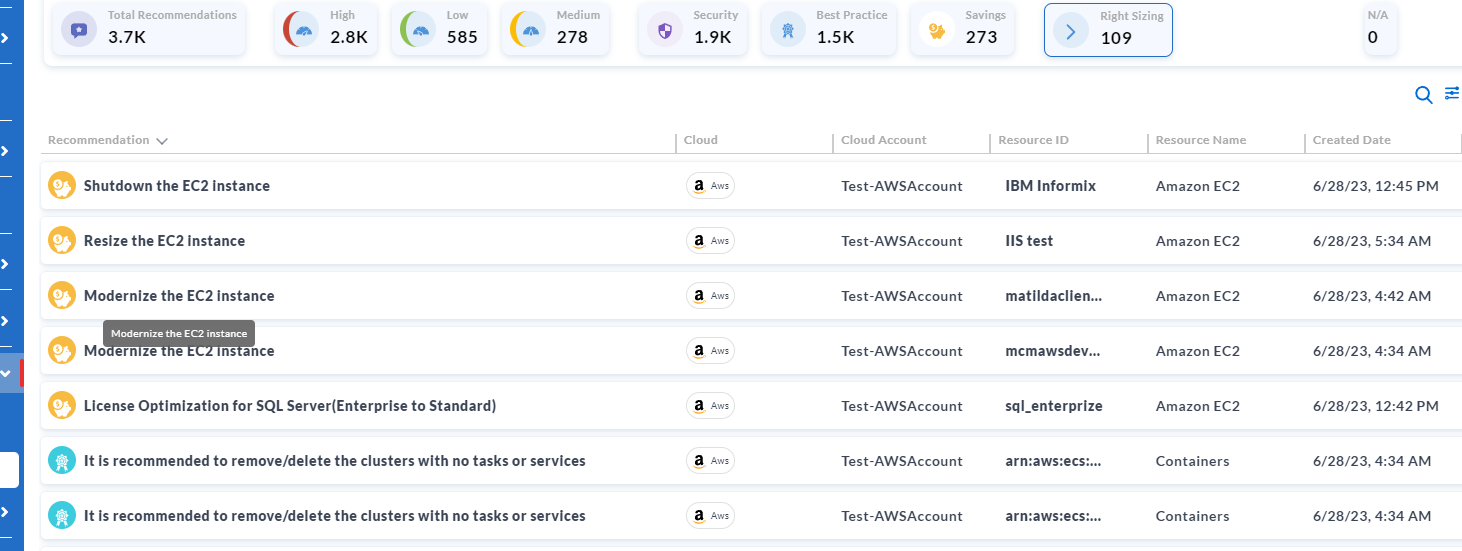 Total Recommendations High Low Medium Security Best Practice Savings Right Sizing N/A
3.7K 2.8K 585 278 1.9K 1.5K 273 109 0
Recommendation Cloud Cloud Account Resource ID Resource Name Created Date
Shutdown the EC2 instance Aws Test-AWSAccount IBM Informix Amazon EC2 6/28/23, 12:45 PM
Resize the EC2 instance Aws Test-AWSAccount IIS test Amazon EC2 6/28/23, 5:34 AM
Modernize the EC2 instance Aws Test-AWSAccount matildaclien... Amazon EC2 6/28/23, 4:42 AM
Modernize the EC2 instance
Modernize the EC2 instance Aws Test-AWSAccount mcmawsdev... Amazon EC2 6/28/23, 4:34 AM
License Optimization for SQL Server(Enterprise to Standard) Aws Test-AWSAccount sql_enterprize Amazon EC2 6/28/23, 12:42 PM
It is recommended to remove/delete the clusters with no tasks or services Aws Test-AWSAccount arn:aws:ecs:... Containers 6/28/23, 4:34 AM
It is recommended to remove/delete the clusters with no tasks or services Aws Test-AWSAccount arn:aws:ecs:... Containers 6/28/23, 4:34 AM